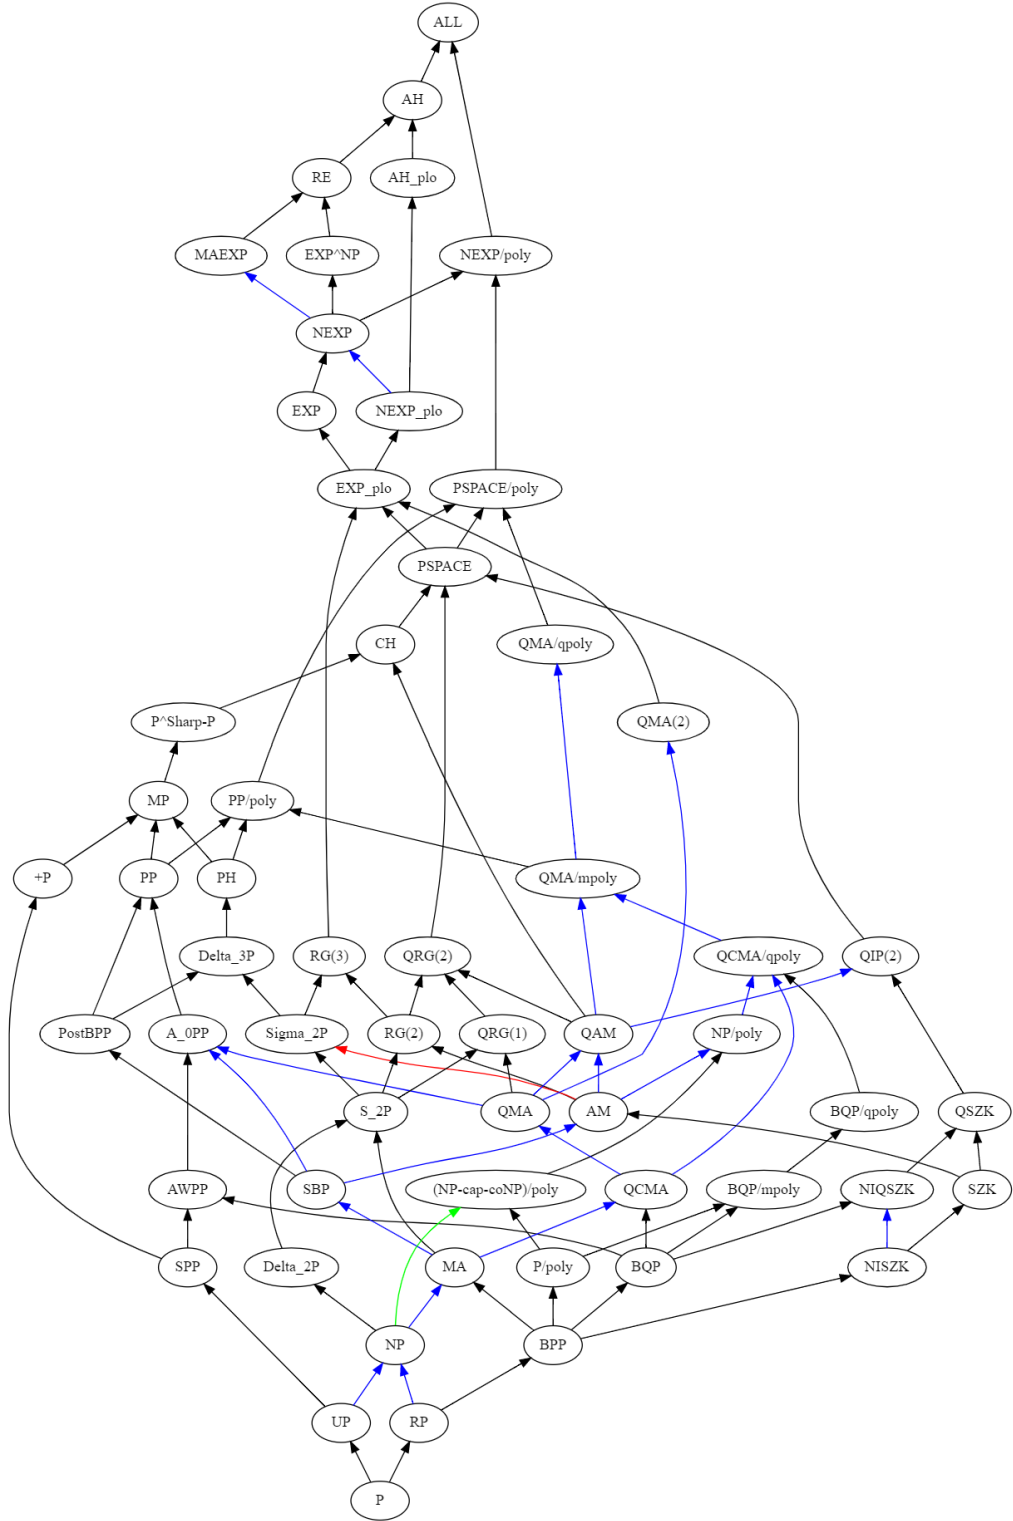 ALL
AH
RE
AH_plo
MAEXP
EXP^NP
NEXP/poly
NEXP
EXP
NEXP_plo
EXP_plo
PSPACE/poly
PSPACE
CH
QMA/qpoly
P^Sharp-P
QMA(2)
MP
PP/poly
+P
PP
PH
QMA/mpoly
Delta_3P
RG(3)
QRG(2)
QCMA/qpoly
QIP(2)
PostBPP
A_0PP
Sigma_2P
RG(2)
QRG(1)
QAM
NP/poly
S_2P
QMA
AM
BQP/qpoly
QSZK
AWPP
SBP
(NP-cap-coNP)/poly
QCMA
BQP/mpoly
NIQSZK
SZK
SPP
Delta_2P
MA
P/poly
BQP
NISZK
NP
BPP
UP
RP
P